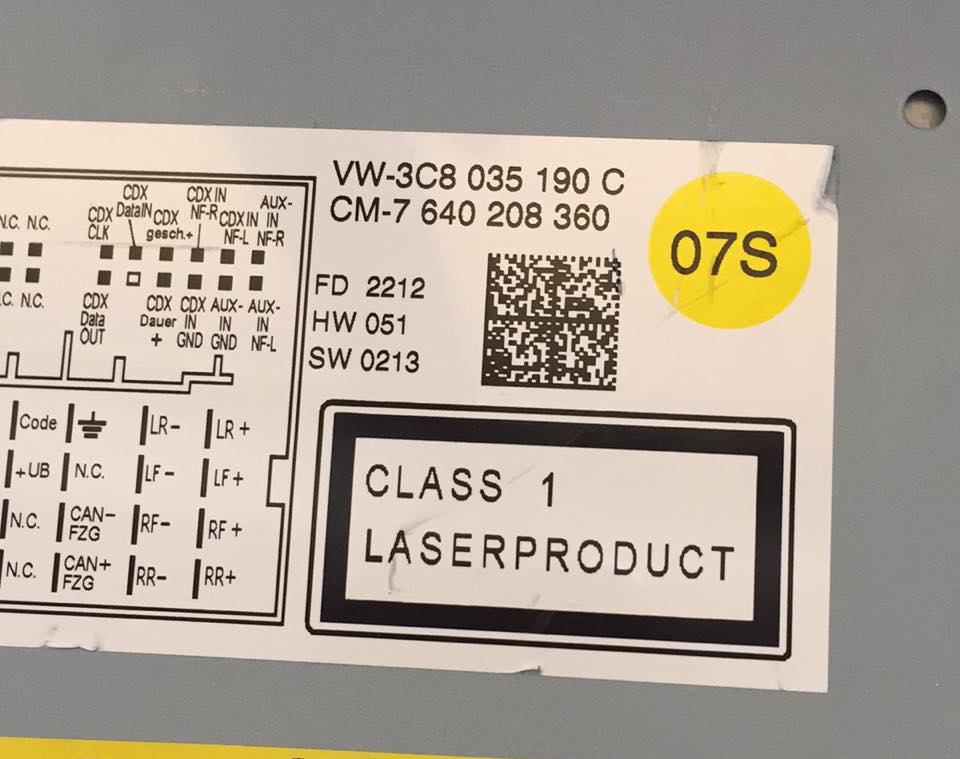 VW-3C8 035 190 C
CM-7 640 208 360
07S
FD 2212
HW 051
SW 0213
CLASS 1
LASERPRODUCT
N.C. N.C.
CDX CLK
CDX DataIN
CDX gesch.+
CDX IN NF-R
CDX IN NF-L
AUX-IN NF-R
N.C.
CDX Data OUT
CDX Dauer +
CDX IN GND
AUX-IN GND
AUX-IN NF-L
Code LR- LR+
+UB N.C. LF- LF+
N.C. CAN- FZG RF- RF+
N.C. CAN+ FZG RR- RR+